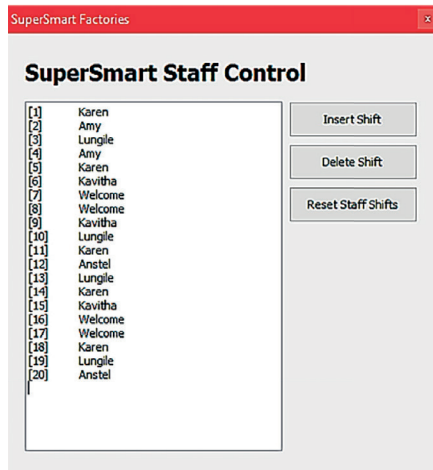 SuperSmart Factories x
SuperSmart Staff Control
[1] Karen
[2] Amy
[3] Lungile
[4] Amy
[5] Karen
[6] Kavitha
[7] Welcome
[8] Welcome
[9] Kavitha
[10] Lungile
[11] Karen
[12] Anstel
[13] Lungile
[14] Karen
[15] Kavitha
[16] Welcome
[17] Welcome
[18] Karen
[19] Lungile
[20] Anstel
Insert Shift
Delete Shift
Reset Staff Shifts